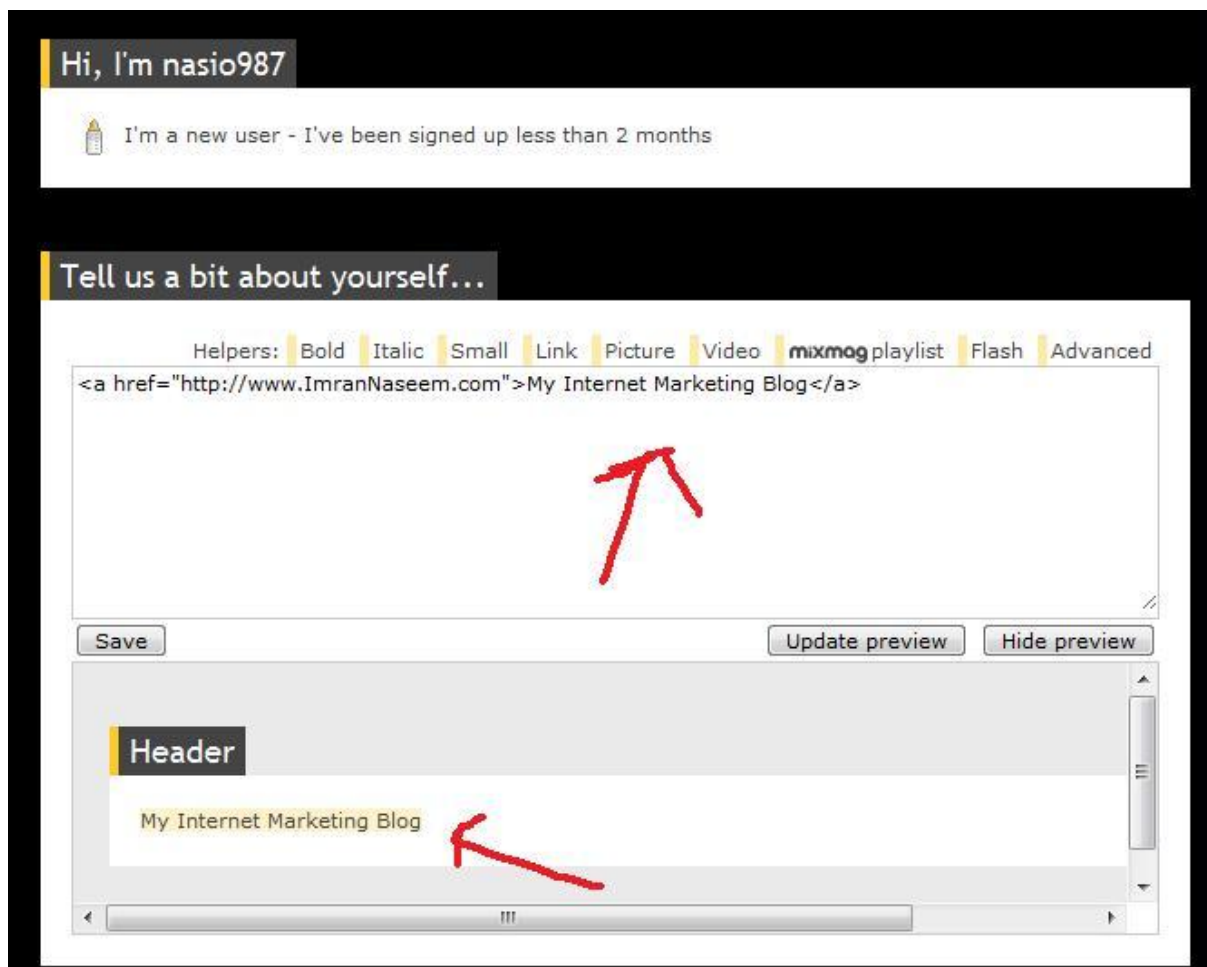 Hi, I'm nasio987
I'm a new user - I've been signed up less than 2 months
Tell us a bit about yourself...
Helpers: Bold Italic Small Link Picture Video mixmag playlist Flash Advanced
<a href="http://www.ImranNaseem.com">My Internet Marketing Blog</a>
Save Update preview Hide preview
Header
My Internet Marketing Blog